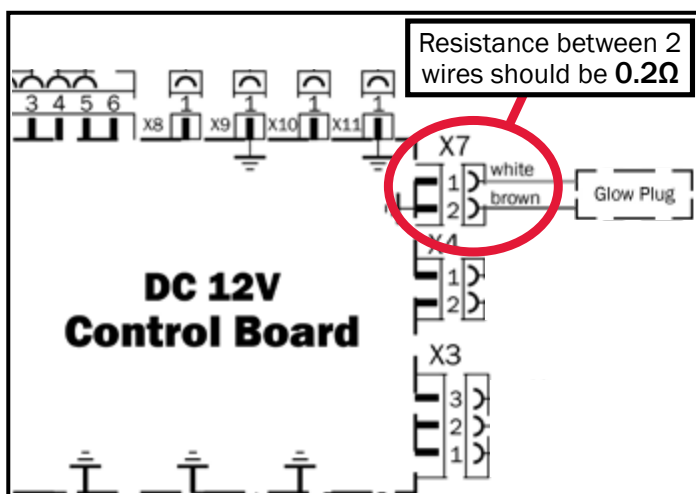 Resistance between 2
wires should be 0.2Ω
1 1 1 1
3 4 5 6
X8 X9 X10 X11
X7
1 white
2 brown
Glow Plug
X4
1
2
DC 12V
Control Board
X3
3
2
1